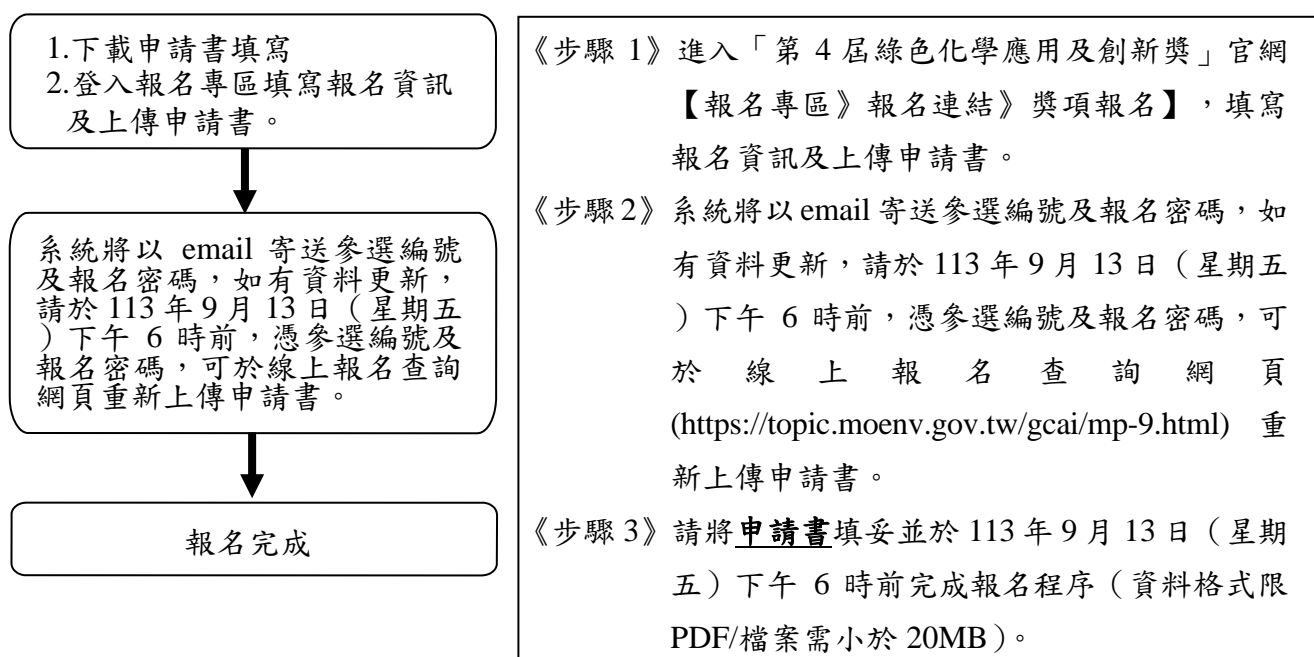 1.下載申請書填寫
2.登入報名專區填寫報名資訊
及上傳申請書。
系統將以 email 寄送參選編號
及報名密碼，如有資料更新，
請於 113 年 9 月 13 日（星期五
）下午 6 時前，憑參選編號及
報名密碼，可於線上報名查詢
網頁重新上傳申請書。
報名完成
《步驟 1》進入「第 4 屆綠色化學應用及創新獎」官網
【報名專區》報名連結》獎項報名】，填寫
報名資訊及上傳申請書。
《步驟 2》系統將以 email 寄送參選編號及報名密碼，如
有資料更新，請於 113 年 9 月 13 日（星期五
）下午 6 時前，憑參選編號及報名密碼，可
於線上報名查詢網頁
(https://topic.moenv.gov.tw/gcai/mp-9.html) 重
新上傳申請書。
《步驟 3》請將申請書填妥並於 113 年 9 月 13 日（星期
五）下午 6 時前完成報名程序（資料格式限
PDF/檔案需小於 20MB）。